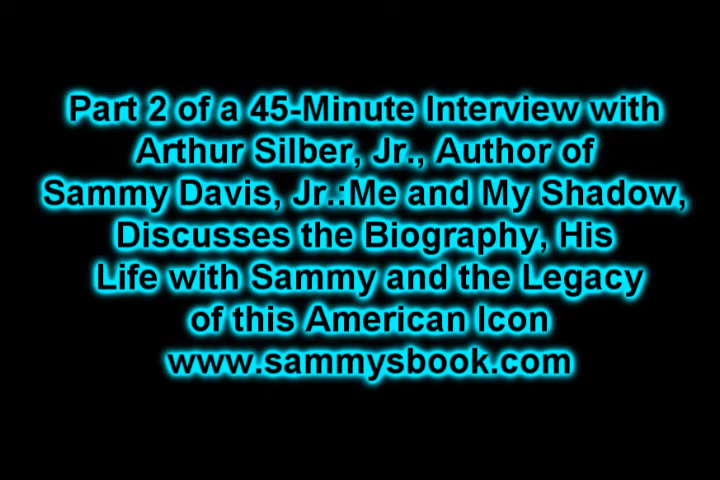 Part 2 of a 45-Minute Interview with
Arthur Silber, Jr., Author of
Sammy Davis, Jr.:Me and My Shadow,
Discusses the Biography, His
Life with Sammy and the Legacy
of this American Icon
www.sammysbook.com